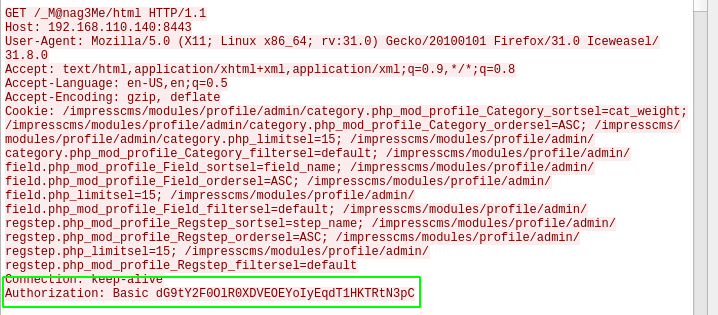 GET /_M@nag3Me/html HTTP/1.1
Host: 192.168.110.140:8443
User-Agent: Mozilla/5.0 (X11; Linux x86_64; rv:31.0) Gecko/20100101 Firefox/31.0 Iceweasel/
31.8.0
Accept: text/html,application/xhtml+xml,application/xml;q=0.9,*/*;q=0.8
Accept-Language: en-US,en;q=0.5
Accept-Encoding: gzip, deflate
Cookie: /impresscms/modules/profile/admin/category.php_mod_profile_Category_sortsel=cat_weight;
/impresscms/modules/profile/admin/category.php_mod_profile_Category_ordersel=ASC; /impresscms/
modules/profile/admin/category.php_limitsel=15; /impresscms/modules/profile/admin/
category.php_mod_profile_Category_filtersel=default; /impresscms/modules/profile/admin/
field.php_mod_profile_Field_sortsel=field_name; /impresscms/modules/profile/admin/
field.php_mod_profile_Field_ordersel=ASC; /impresscms/modules/profile/admin/
field.php_limitsel=15; /impresscms/modules/profile/admin/
field.php_mod_profile_Field_filtersel=default; /impresscms/modules/profile/admin/
regstep.php_mod_profile_Regstep_sortsel=step_name; /impresscms/modules/profile/admin/
regstep.php_mod_profile_Regstep_ordersel=ASC; /impresscms/modules/profile/admin/
regstep.php_limitsel=15; /impresscms/modules/profile/admin/
regstep.php_mod_profile_Regstep_filtersel=default
Connection: keep-alive
Authorization: Basic dG9tY2F0OlR0XDVEOEYoIyEqdT1HKTRtN3pC